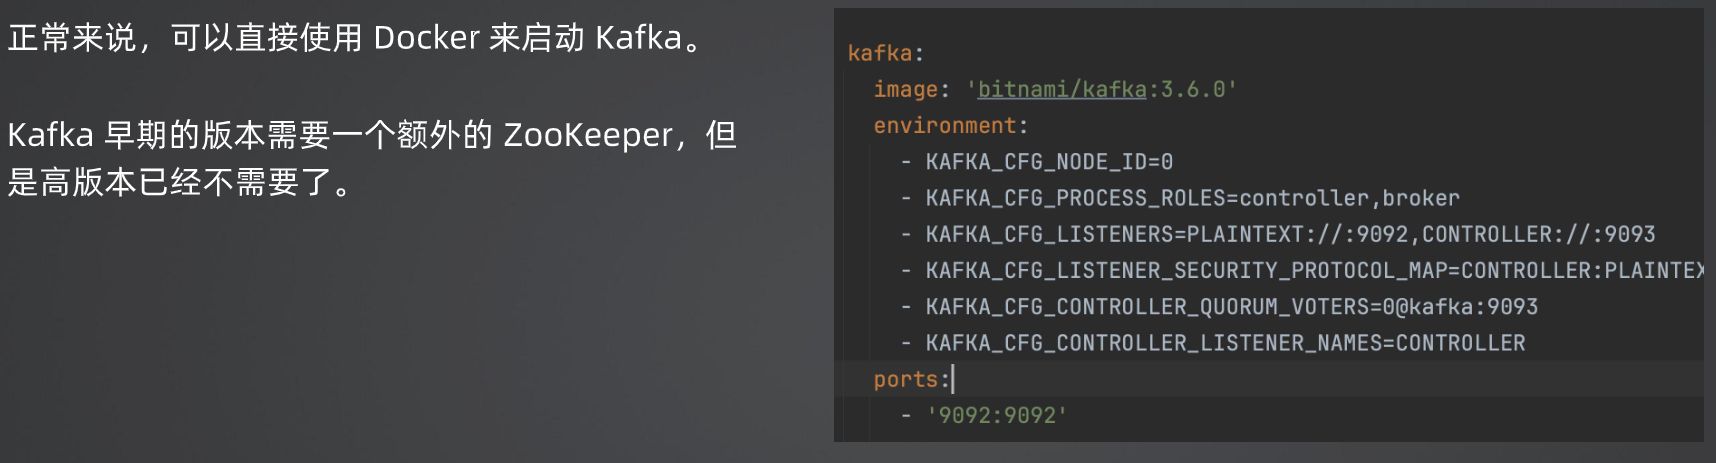 正常来说，可以直接使用 Docker 来启动 Kafka。
Kafka 早期的版本需要一个额外的 ZooKeeper，但
是高版本已经不需要了。
kafka:
image: 'bitnami/kafka:3.6.0'
environment:
- KAFKA_CFG_NODE_ID=0
- KAFKA_CFG_PROCESS_ROLES=controller,broker
- KAFKA_CFG_LISTENERS=PLAINTEXT://:9092,CONTROLLER://:9093
- KAFKA_CFG_LISTENER_SECURITY_PROTOCOL_MAP=CONTROLLER:PLAINTEX
- KAFKA_CFG_CONTROLLER_QUORUM_VOTERS=0@kafka:9093
- KAFKA_CFG_CONTROLLER_LISTENER_NAMES=CONTROLLER
ports:
- '9092:9092'